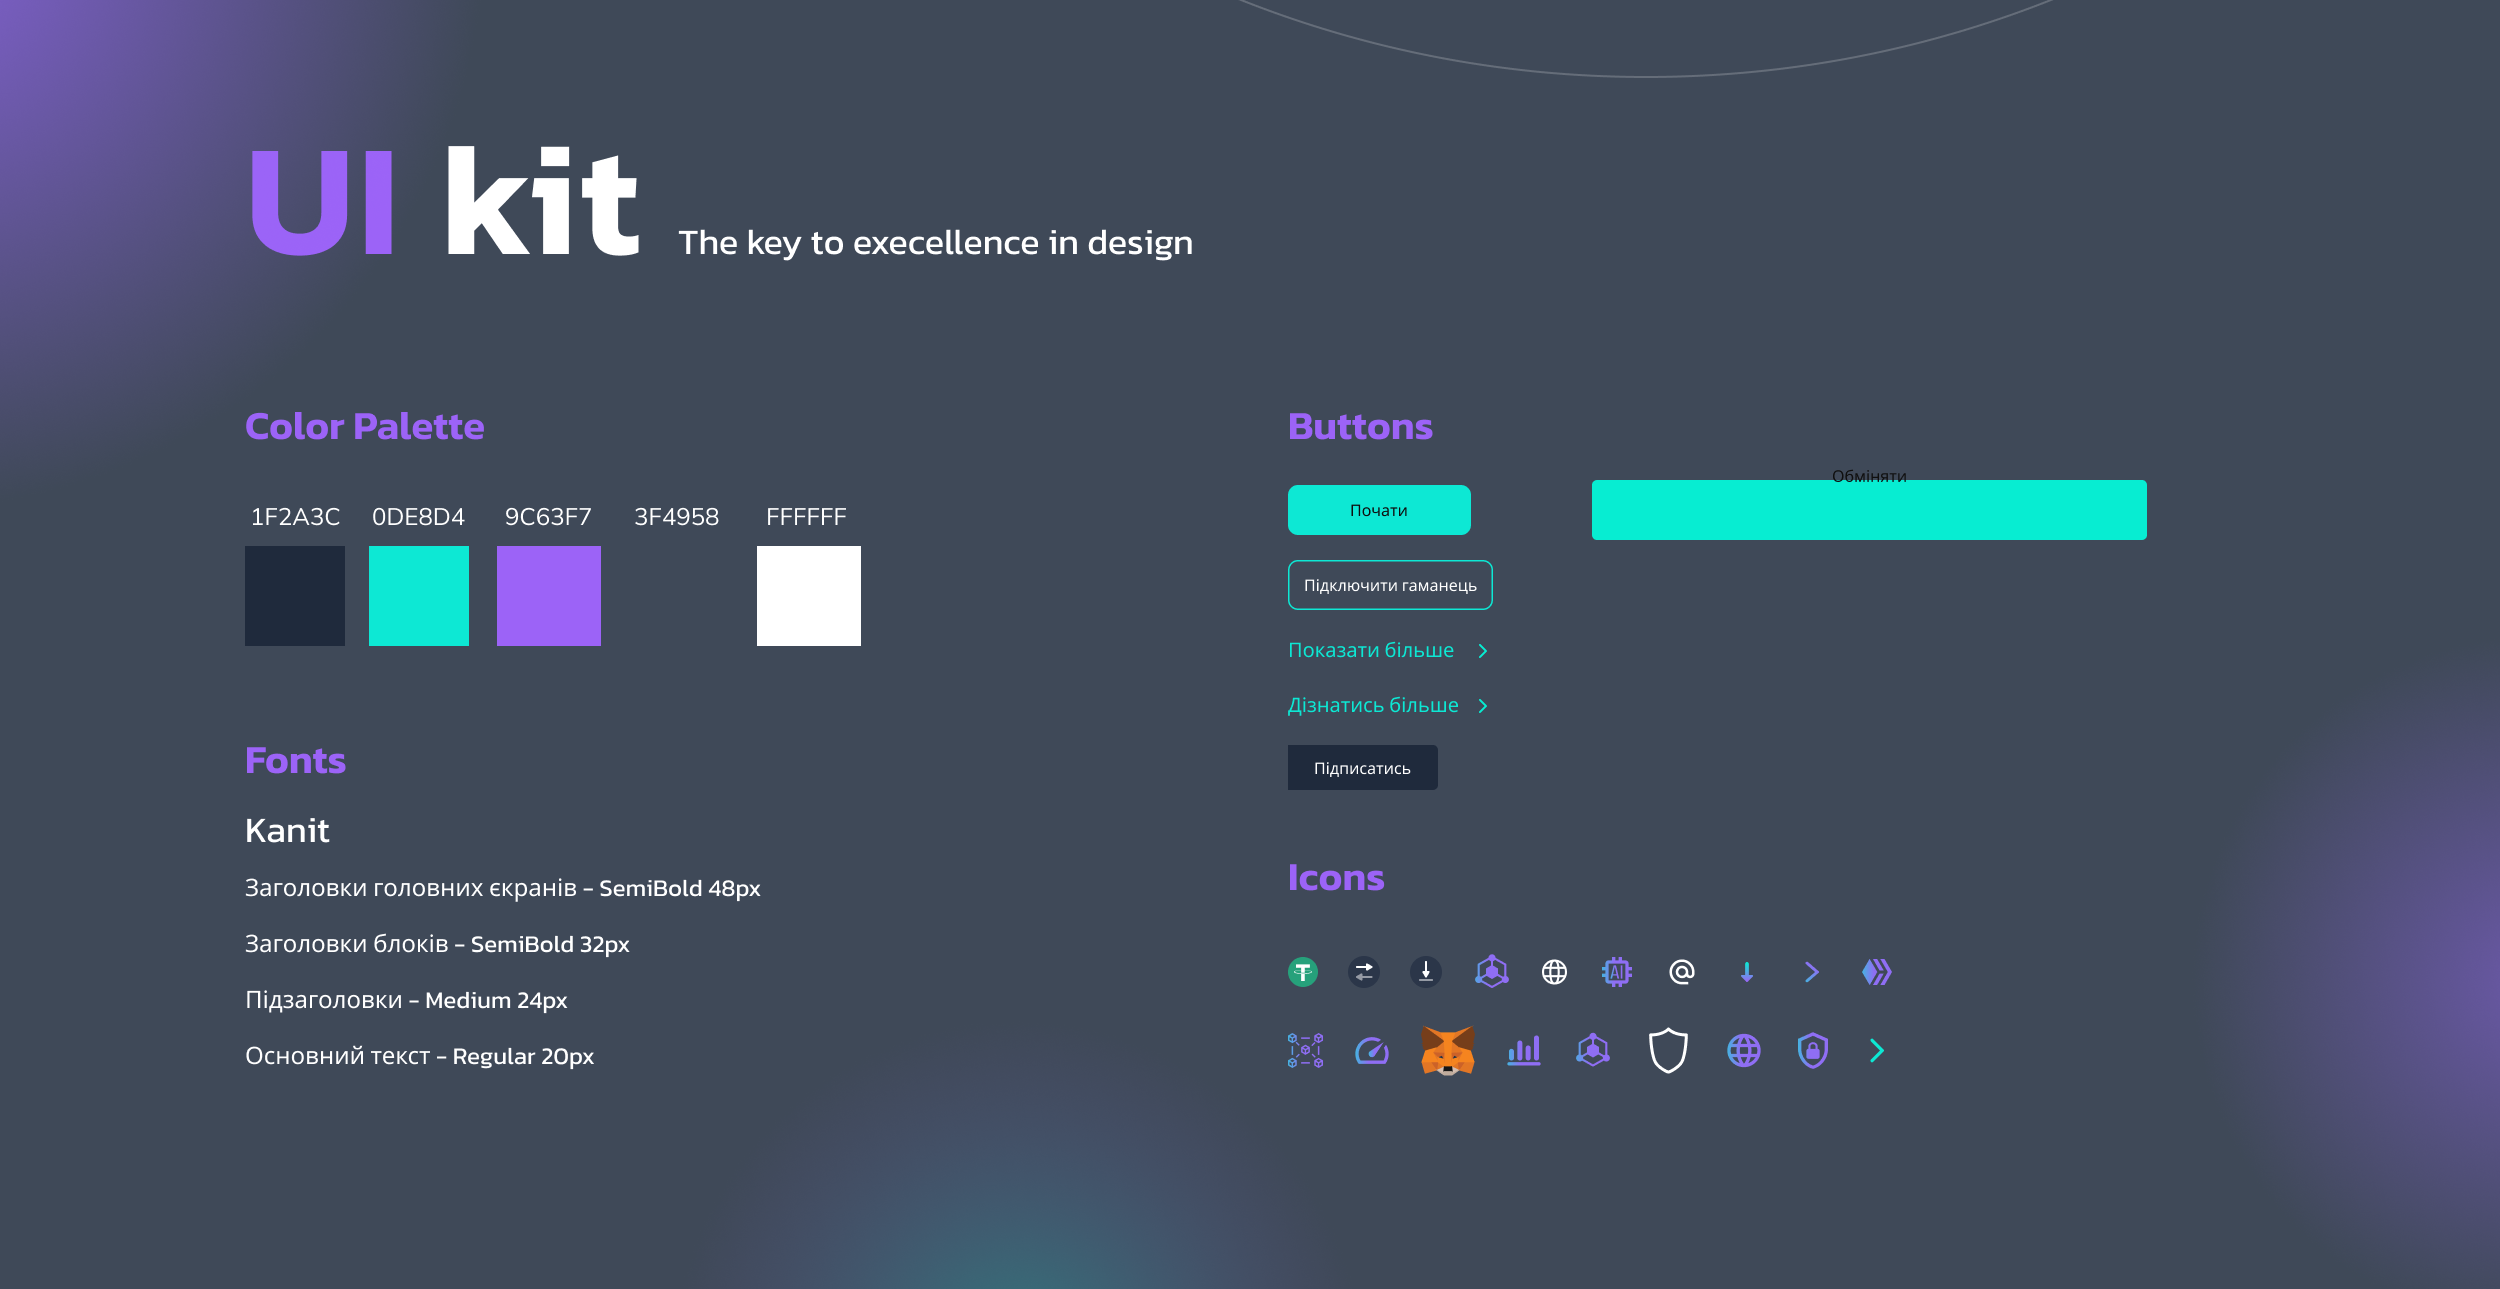 UI kit
The key to execellence in design
Color Palette
1F2A3C
0DE8D4
9C63F7
3F4958
FFFFFF
Fonts
Kanit
Заголовки головних єкранів - SemiBold 48px
Заголовки блоків - SemiBold 32px
Підзаголовки - Medium 24px
Основний текст - Regular 20px
Buttons
Почати
Обміняти
Підключити гаманець
Показати більше
Дізнатись більше
Підписатись
Icons
AI